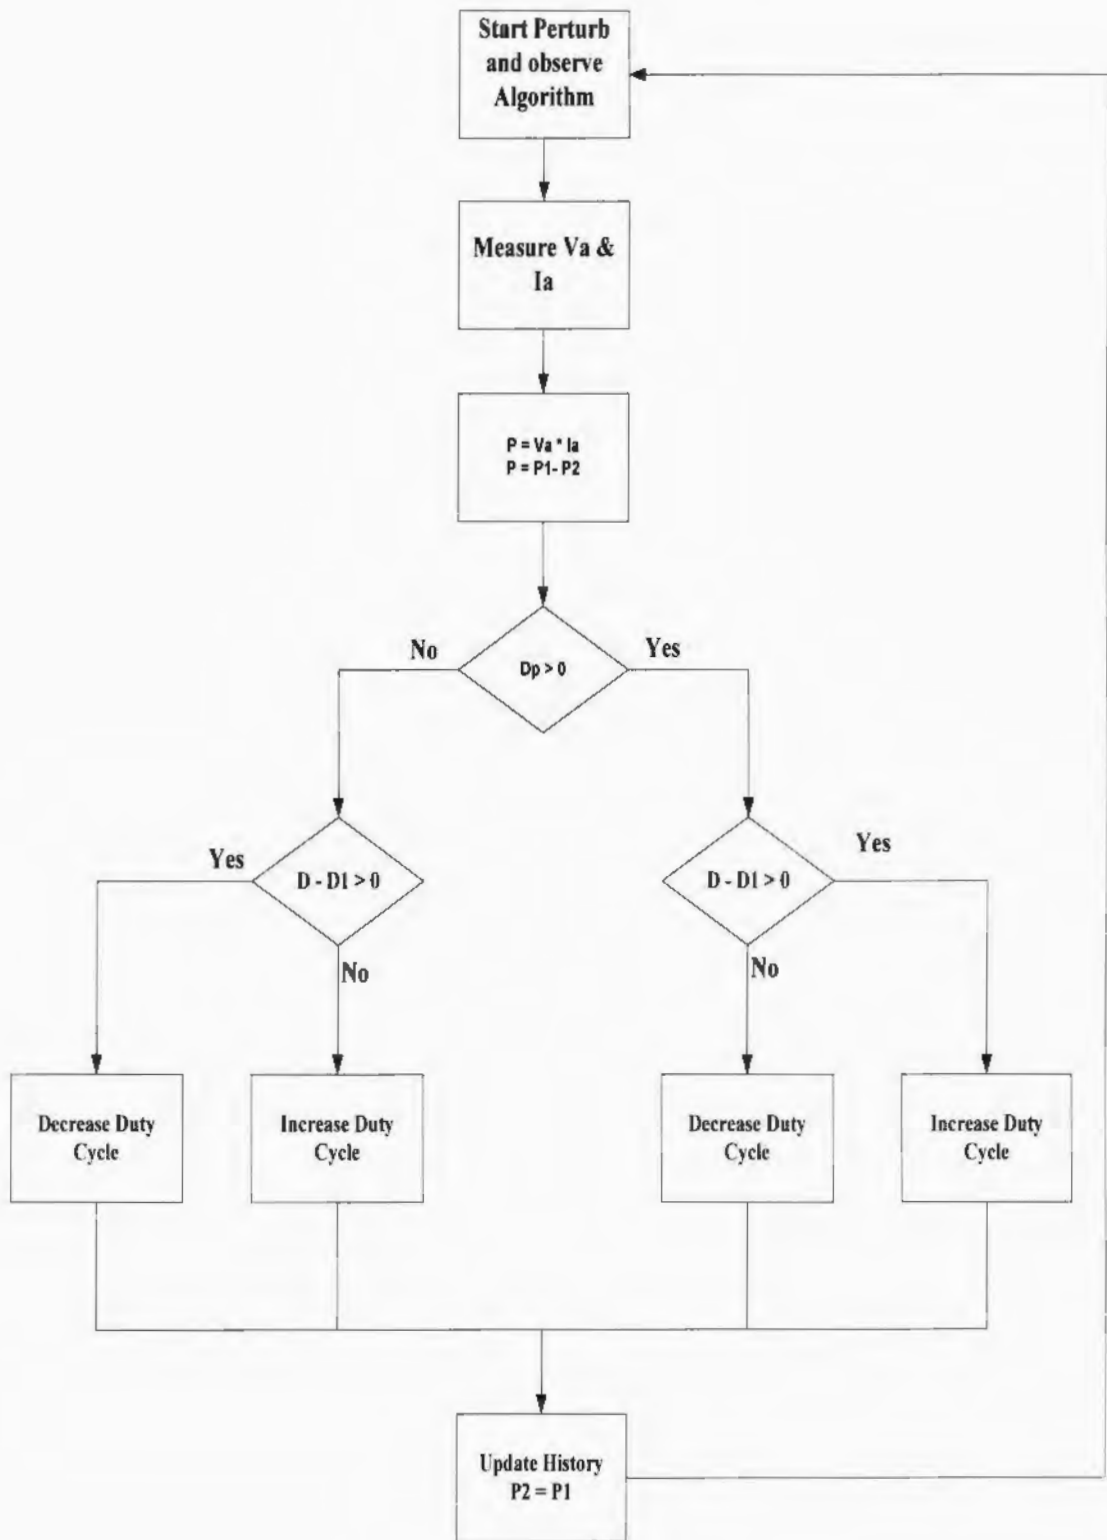 Start Perturb
and observe
Algorithm
Measure Va &
Ia
P = Va * Ia
P = P1- P2
No
Yes
Dp > 0
Yes
D - D1 > 0
No
D - D1 > 0
Yes
No
Decrease Duty
Cycle
Increase Duty
Cycle
Decrease Duty
Cycle
Increase Duty
Cycle
Update History
P2 = P1